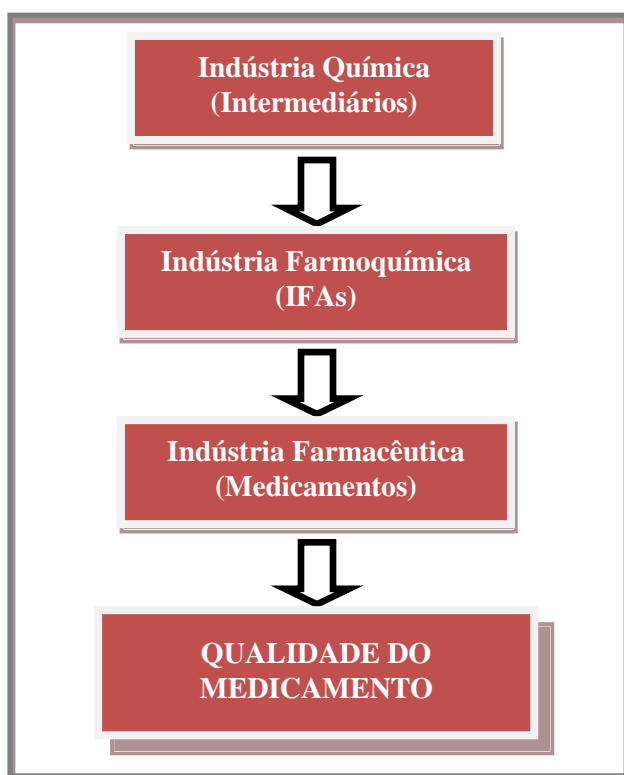 Indústria Química
(Intermediários)
Indústria Farmoquímica
(IFAs)
Indústria Farmacêutica
(Medicamentos)
QUALIDADE DO
MEDICAMENTO